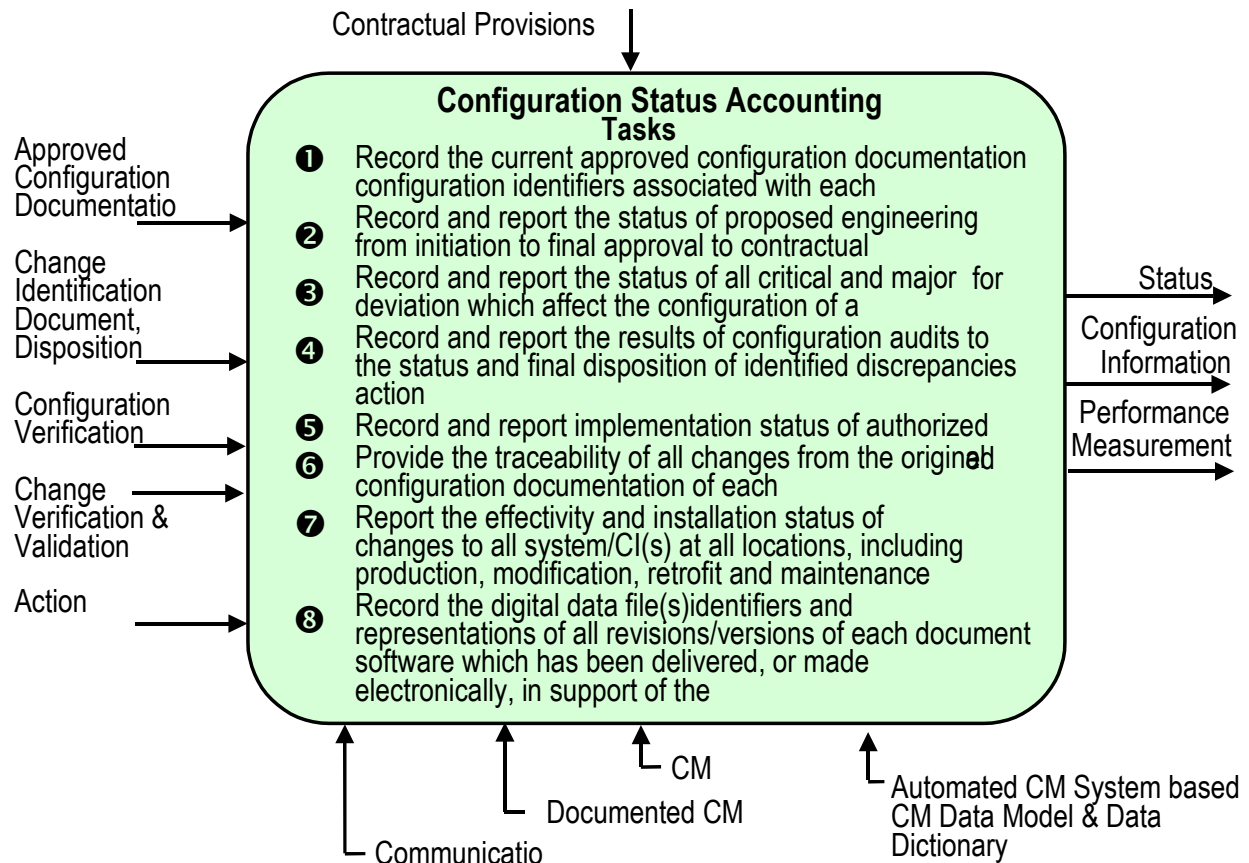 Contractual Provisions
Configuration Status Accounting
Tasks
Approved
Configuration
Documentatio
Change
Identification
Document,
Disposition
Configuration
Verification
Change
Verification &
Validation
Action
❶ Record the current approved configuration documentation
configuration identifiers associated with each
❷ Record and report the status of proposed engineering
from initiation to final approval to contractual
❸ Record and report the status of all critical and major for
deviation which affect the configuration of a
❹ Record and report the results of configuration audits to
the status and final disposition of identified discrepancies
action
❺ Record and report implementation status of authorized
❻ Provide the traceability of all changes from the original
configuration documentation of each
❼ Report the effectivity and installation status of
changes to all system/CI(s) at all locations, including
production, modification, retrofit and maintenance
❽ Record the digital data file(s)identifiers and
representations of all revisions/versions of each document
software which has been delivered, or made
electronically, in support of the
Status
Configuration
Information
Performance
Measurement
Communicatio
Documented CM
CM
Automated CM System based
CM Data Model & Data
Dictionary